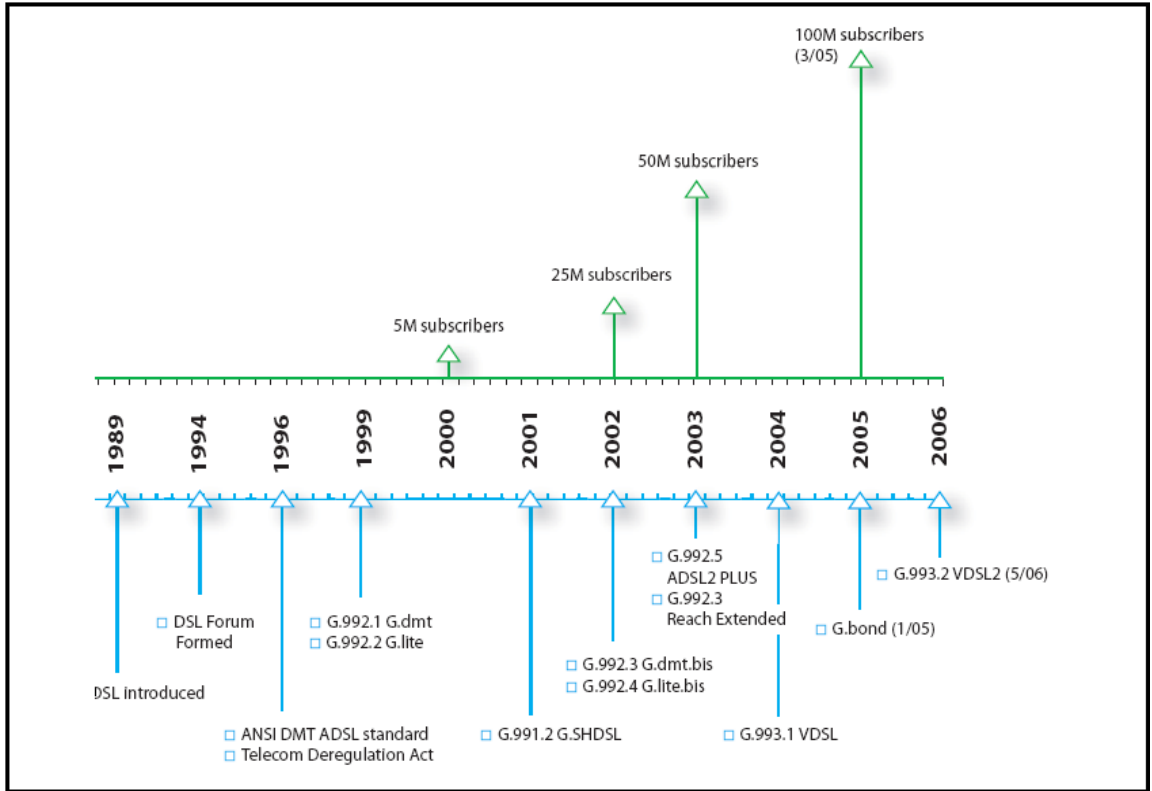 100M subscribers
(3/05)
50M subscribers
25M subscribers
5M subscribers
1989
1994
1996
1999
2000
2001
2002
2003
2004
2005
2006
G.992.5
ADSL2 PLUS
G.992.3
Reach Extended
G.993.2 VDSL2 (5/06)
DSL Forum
Formed
G.992.1 G.dmt
G.992.2 G.lite
G.bond (1/05)
G.992.3 G.dmt.bis
G.992.4 G.lite.bis
DSL introduced
ANSI DMT ADSL standard
Telecom Deregulation Act
G.991.2 G.SHDSL
G.993.1 VDSL